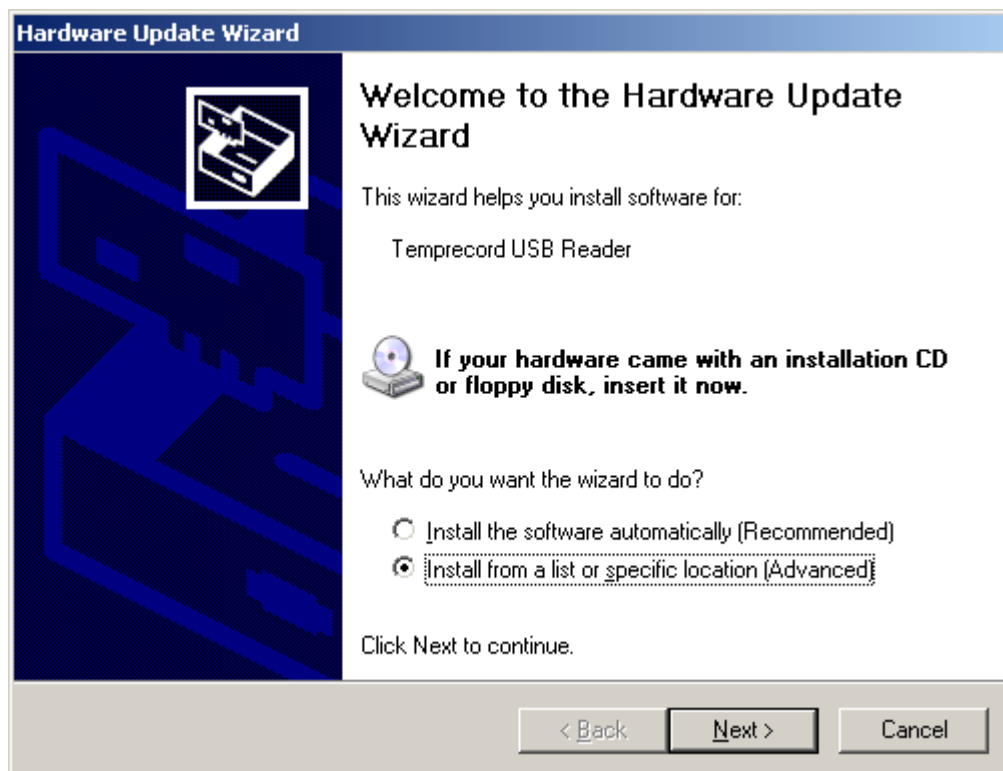 Hardware Update Wizard
Welcome to the Hardware Update
Wizard
This wizard helps you install software for:
Temprecord USB Reader
If your hardware came with an installation CD
or floppy disk, insert it now.
What do you want the wizard to do?
Install the software automatically (Recommended)
Install from a list or specific location (Advanced)
Click Next to continue.
< Back
Next >
Cancel